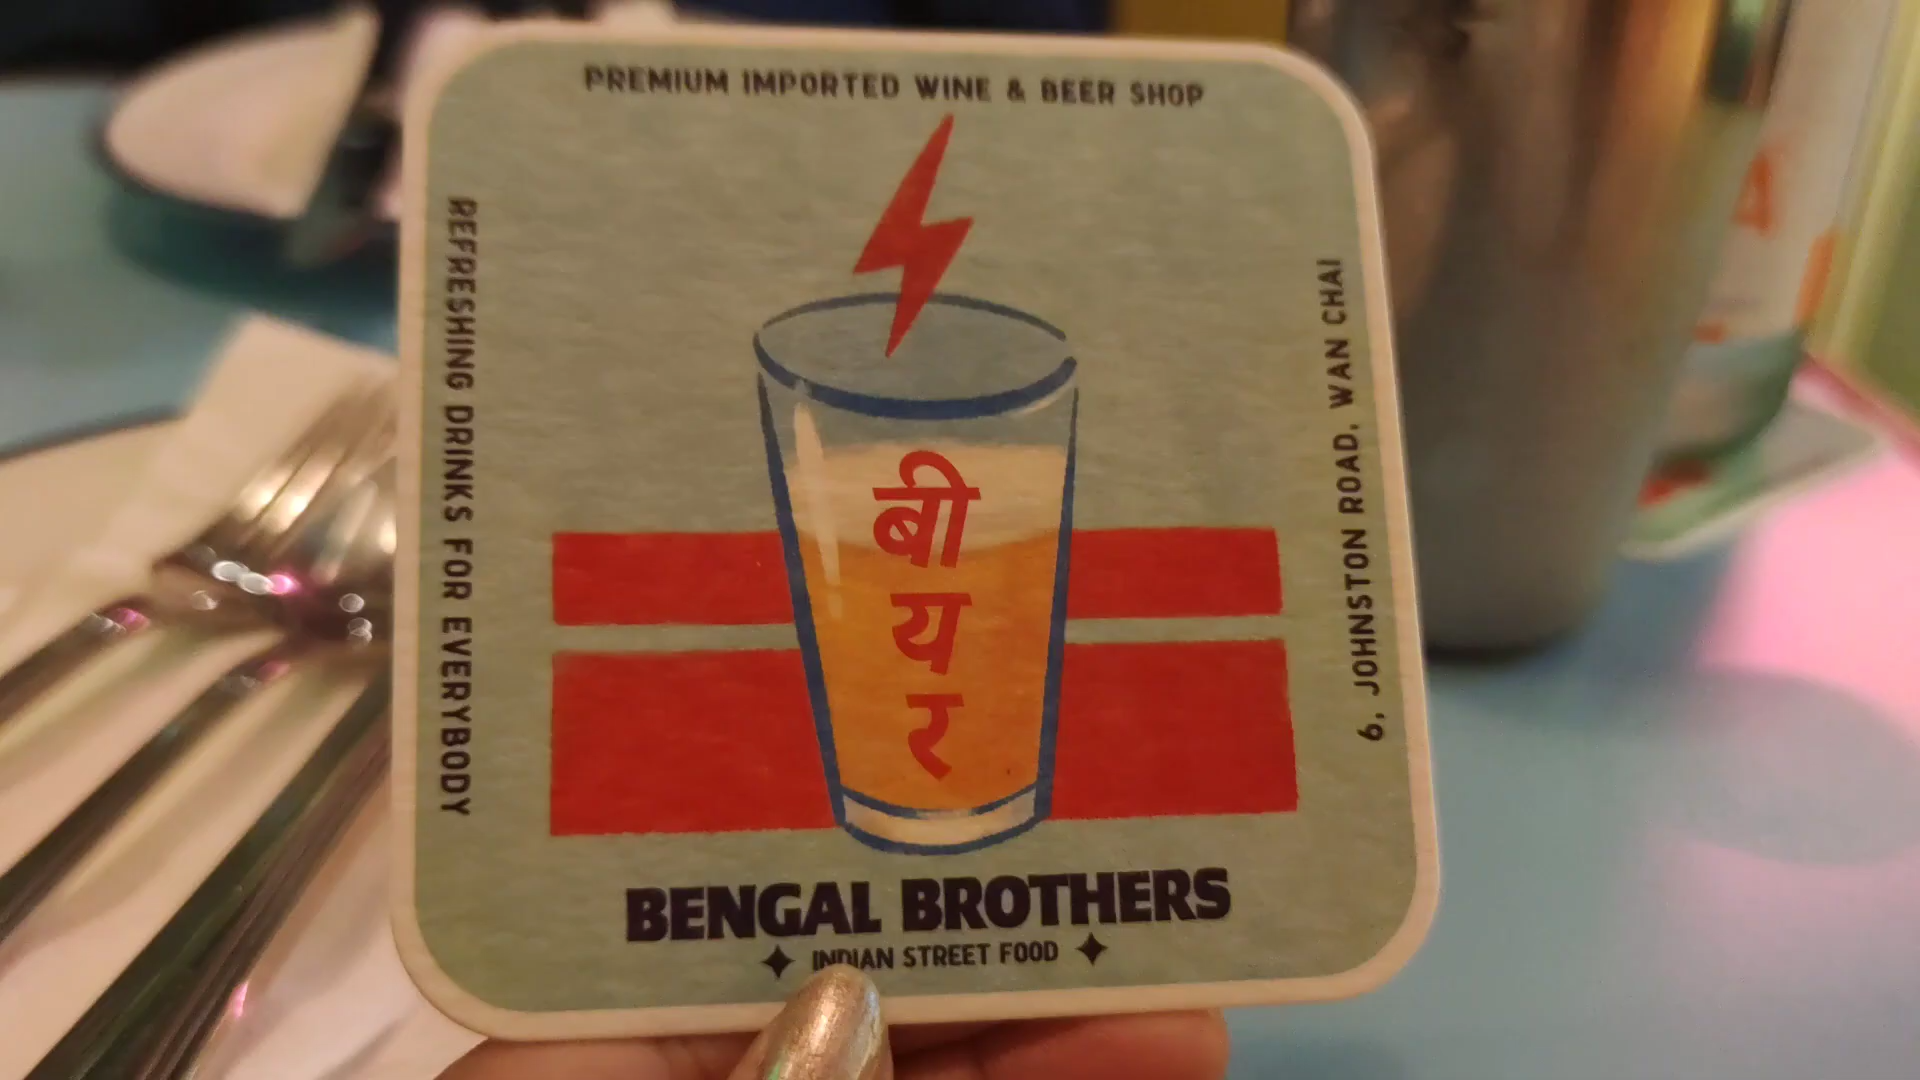 PREMIUM IMPORTED WINE & BEER SHOP
REFRESHING DRINKS FOR EVERYBODY
6, JOHNSTON ROAD, WAN CHAI
बी
य
र
BENGAL BROTHERS
INDIAN STREET FOOD